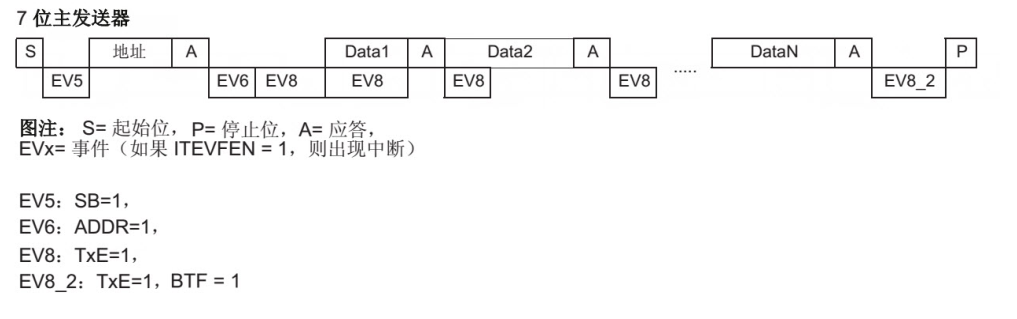 7 位主发送器
S 地址 A Data1 A Data2 A DataN A P
EV5 EV6 EV8 EV8 EV8 EV8 ..... EV8_2
图注： S= 起始位，P= 停止位，A= 应答，
EVx= 事件（如果 ITEVFEN = 1，则出现中断）
EV5：SB=1，
EV6：ADDR=1，
EV8：TxE=1，
EV8_2：TxE=1，BTF = 1